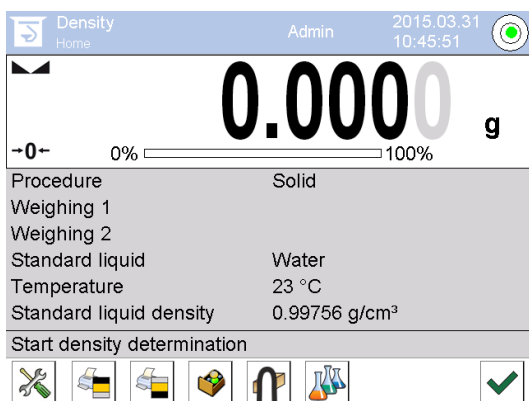 Density
Home
Admin
2015.03.31
10:45:51
0.0000 g
→0← 0% 100%
Procedure Solid
Weighing 1
Weighing 2
Standard liquid Water
Temperature 23 °C
Standard liquid density 0.99756 g/cm³
Start density determination